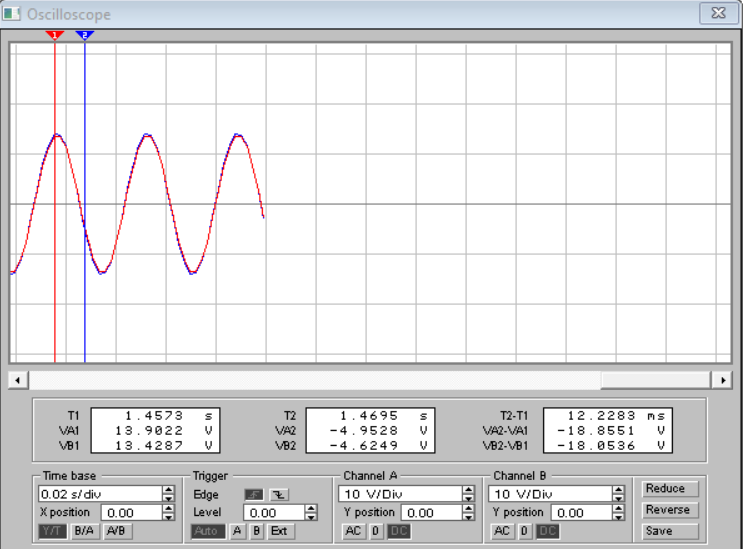 Oscilloscope
1 2
T1 1.4573 s T2 1.4695 s T2-T1 12.2283 ms
VA1 13.9022 V VA2 -4.9528 V VA2-VA1 -18.8551 V
VB1 13.4287 V VB2 -4.6249 V VB2-VB1 -18.0536 V
Time base Trigger Channel A Channel B Reduce
0.02 s/div Edge 10 V/Div 10 V/Div
X position 0.00 Level 0.00 Y position 0.00 Y position 0.00 Reverse
Y/T B/A A/B Auto A B Ext AC 0 DC AC 0 DC Save